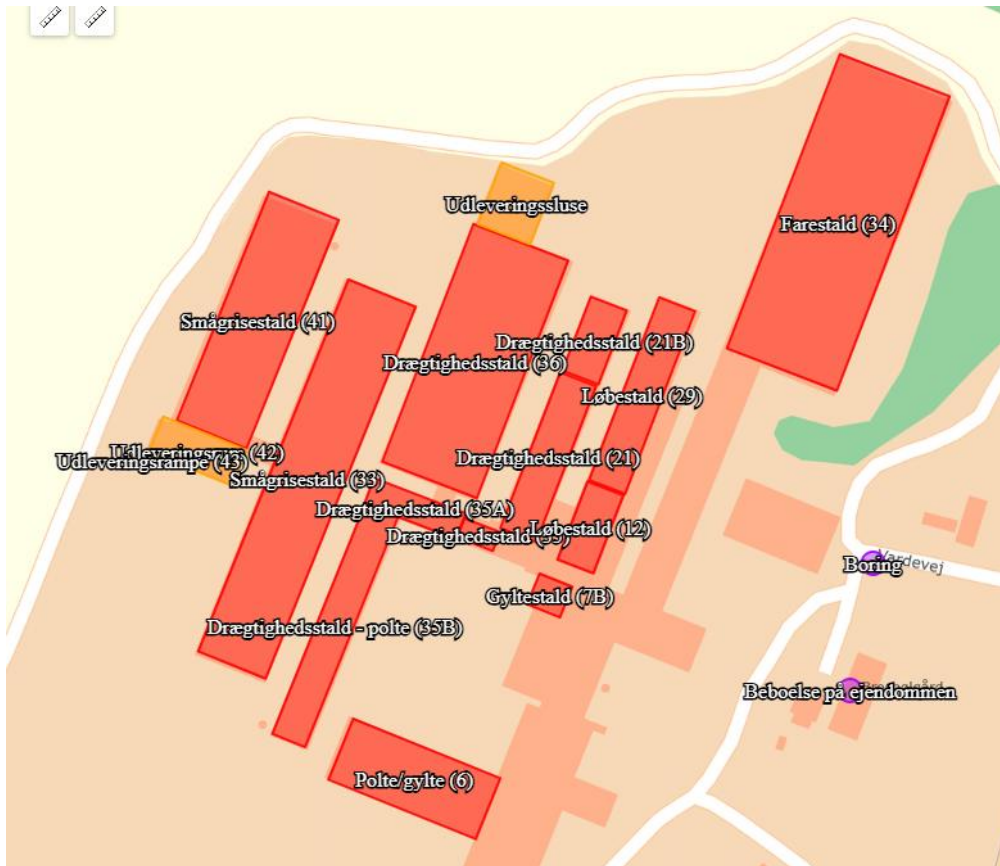 Udleveringssluse
Farestald (34)
Smågrisestald (41)
Drægtighedsstald (21B)
Drægtighedsstald (36)
Løbestald (29)
Udleveringsrampe (43)
Drægtighedsstald (21)
Smågrisestald (33)
Drægtighedsstald (35A)
Løbestald (12)
Boring
Vardevej
Gyltestald (7B)
Drægtighedsstald - polte (35B)
Beboelse på ejendommen
Polte/gylte (6)